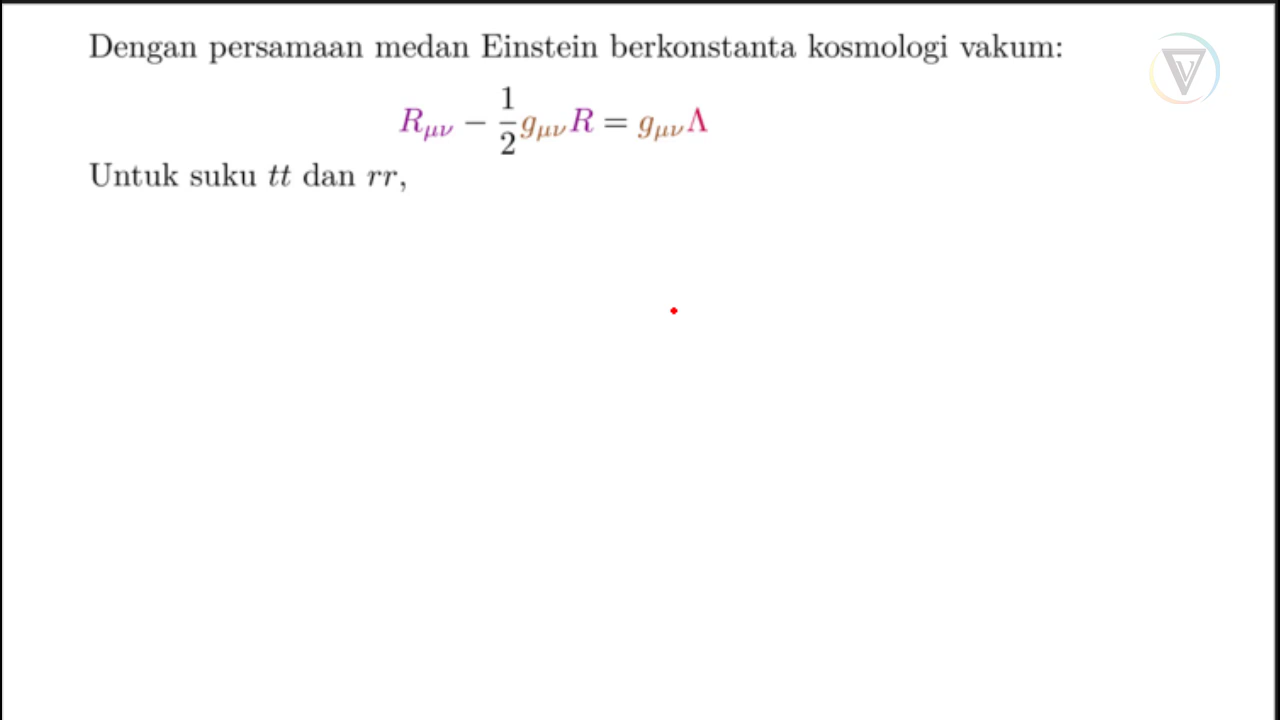 Dengan persamaan medan Einstein berkonstanta kosmologi vakum:
R_{μν} − \frac{1}{2} g_{μν} R = g_{μν} Λ
Untuk suku tt dan rr,